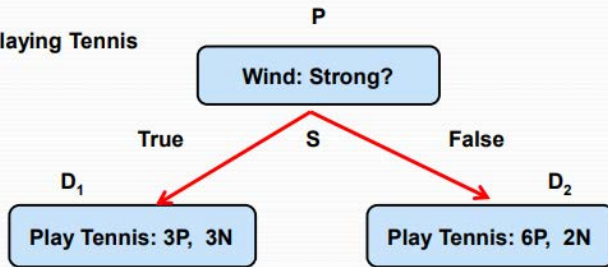 P
laying Tennis
Wind: Strong?
True S False
D1 D2
Play Tennis: 3P, 3N Play Tennis: 6P, 2N